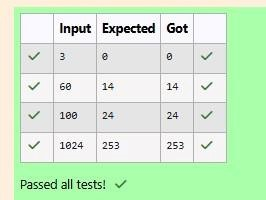 Input Expected Got
3 0 0
60 14 14
100 24 24
1024 253 253
Passed all tests!